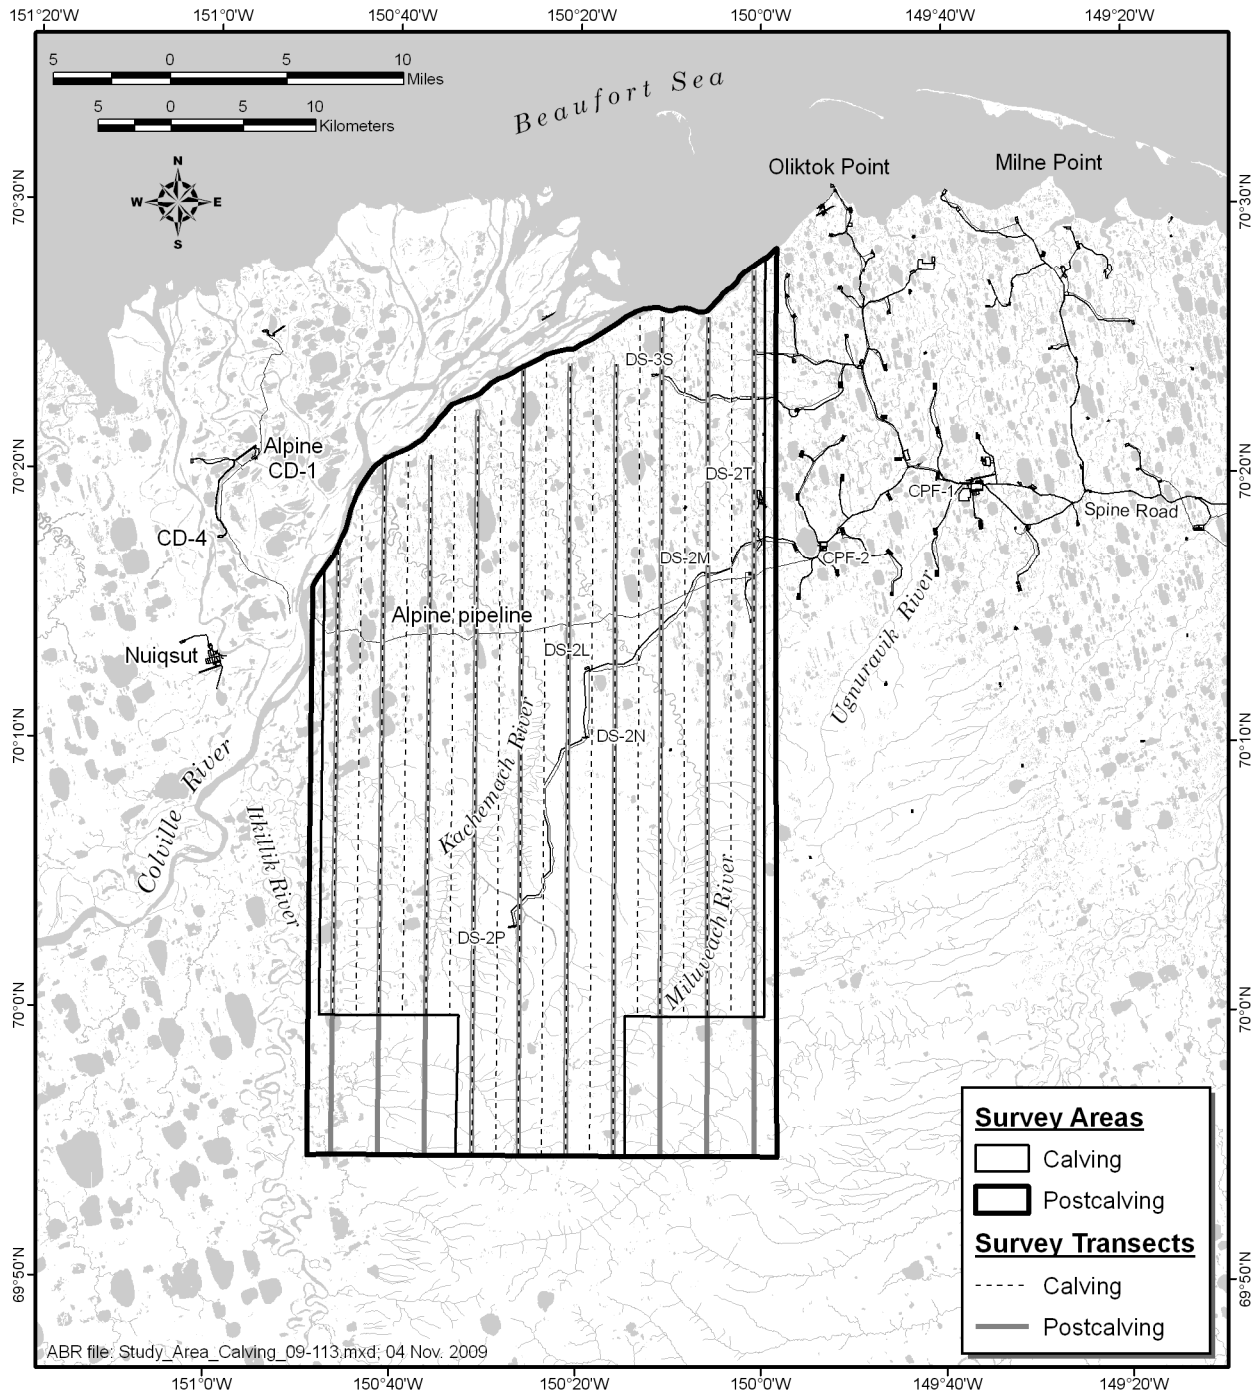 151°20'W 151°0'W 150°40'W 150°20'W 150°0'W 149°40'W 149°20'W
5 0 5 10
Miles
5 0 5 10
Kilometers
Beaufort Sea
N
W E
S
Oliktok Point
Milne Point
70°30'N
70°30'N
DS-3S
Alpine
CD-1
70°20'N
70°20'N
DS-2T
CPF-1
Spine Road
CD-4
DS-2M
CPF-2
Alpine pipeline
Nuiqsut
DS-2L
Ugnuravik River
DS-2N
70°10'N
70°10'N
Kachemach River
Colville River
Itkillik River
DS-2P
Miluveach River
70°0'N
70°0'N
Survey Areas
Calving
Postcalving
Survey Transects
Calving
Postcalving
69°50'N
69°50'N
ABR file: Study_Area_Calving_09-113.mxd; 04 Nov. 2009
151°0'W 150°40'W 150°20'W 150°0'W 149°40'W 149°20'W